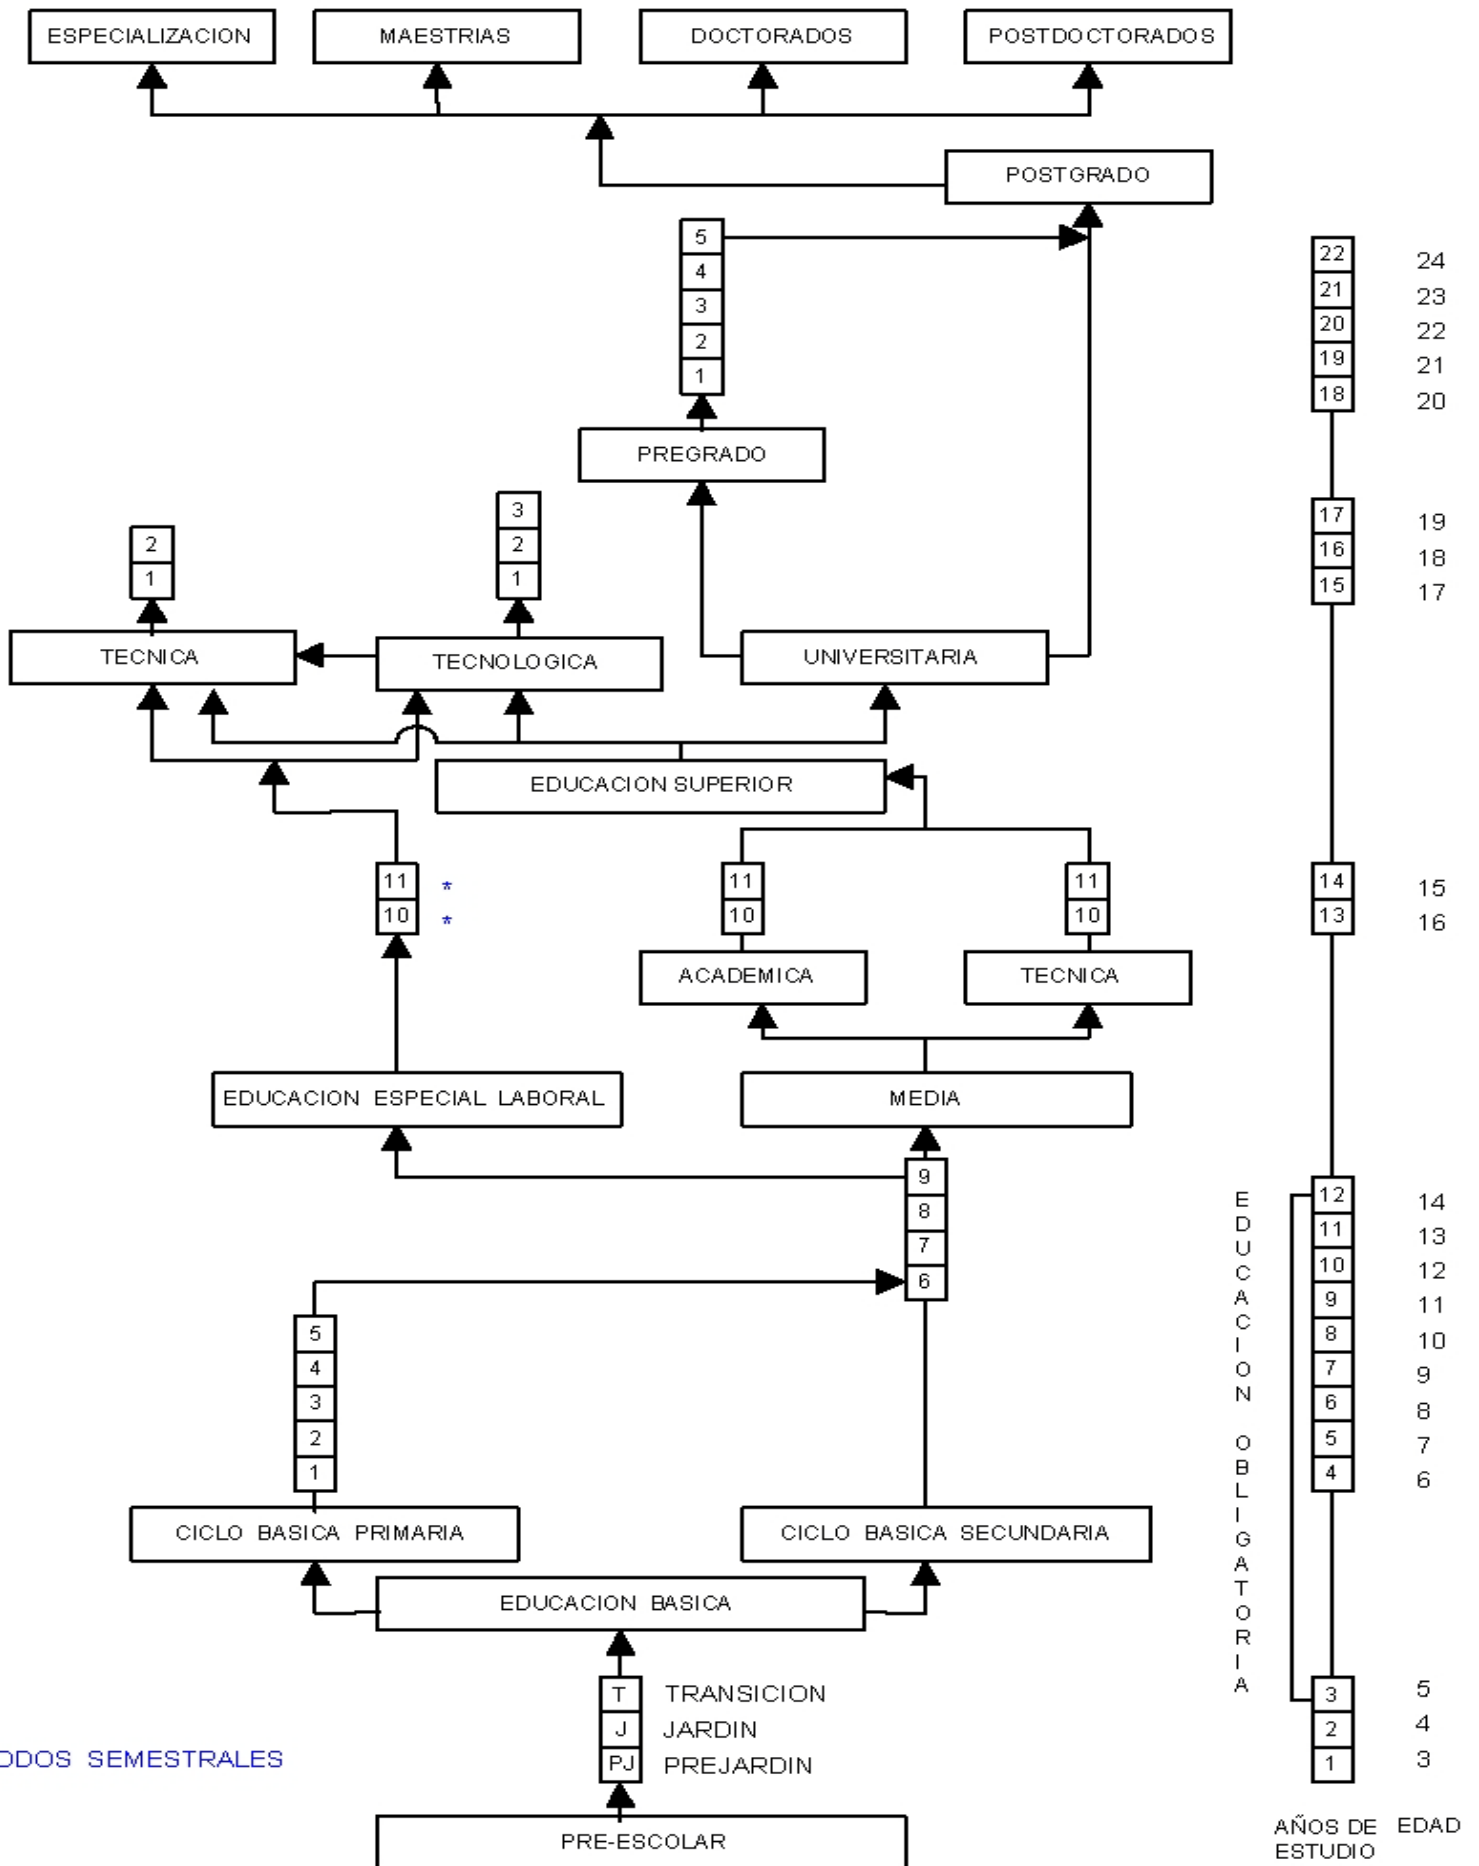 ESPECIALIZACION
MAESTRIAS
DOCTORADOS
POSTDOCTORADOS
POSTGRADO
5
4
3
2
1
PREGRADO
3
2
1
2
1
TECNICA
TECNOLOGICA
UNIVERSITARIA
EDUCACION SUPERIOR
11 *
10 *
11
10
11
10
ACADEMICA
TECNICA
EDUCACION ESPECIAL LABORAL
MEDIA
9
8
7
6
5
4
3
2
1
CICLO BASICA PRIMARIA
CICLO BASICA SECUNDARIA
EDUCACION BASICA
T TRANSICION
J JARDIN
PJ PREJARDIN
ODOS SEMESTRALES
PRE-ESCOLAR
22 24
21 23
20 22
19 21
18 20
17 19
16 18
15 17
14 15
13 16
12 14
11 13
10 12
9 11
8 10
7 9
6 8
5 7
4 6
3 5
2 4
1 3
EDUCACION OBLIGATORIA
AÑOS DE EDAD
ESTUDIO